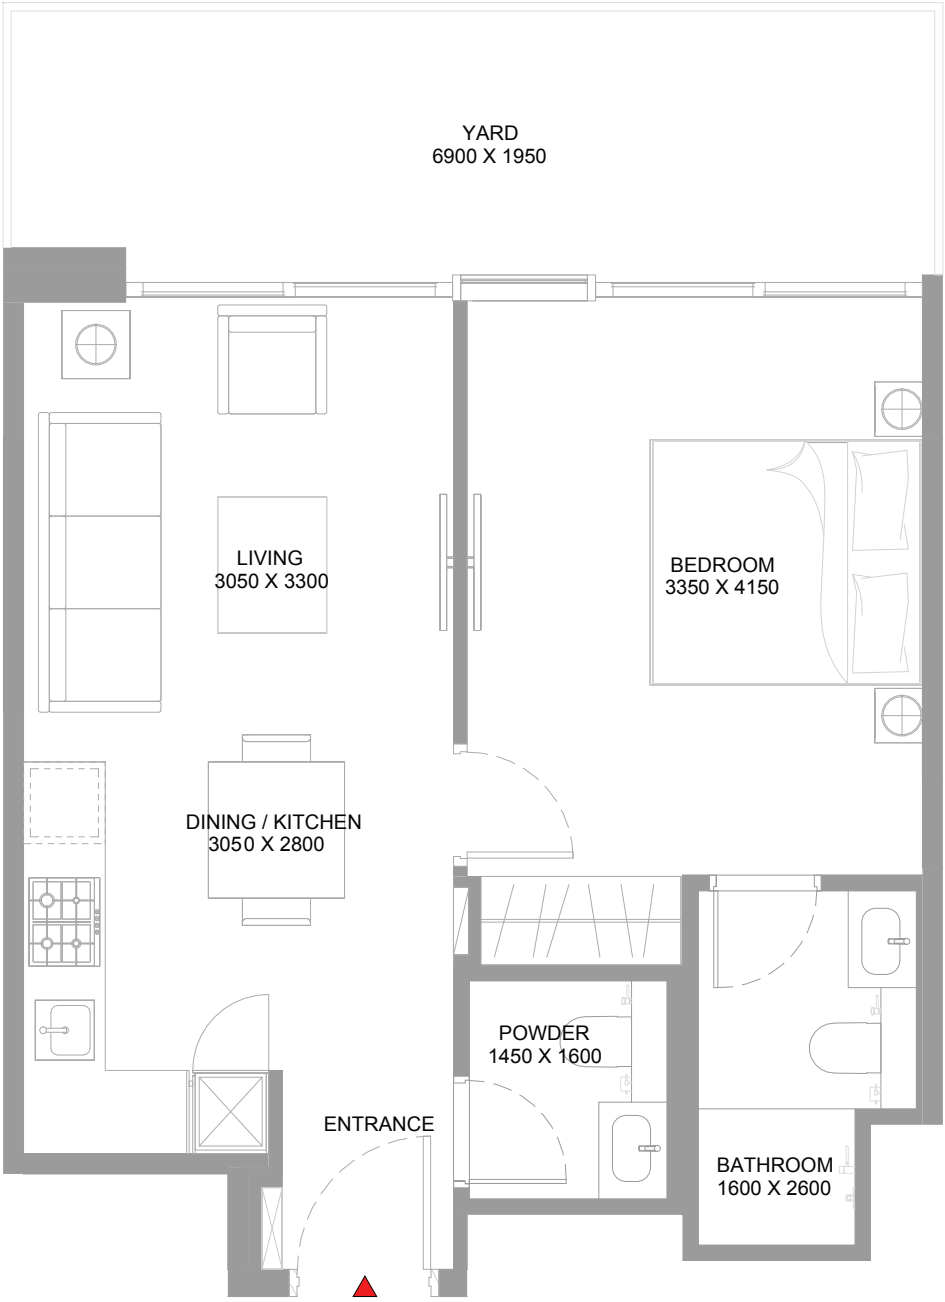 YARD
6900 X 1950
LIVING
3050 X 3300
BEDROOM
3350 X 4150
DINING / KITCHEN
3050 X 2800
POWDER
1450 X 1600
ENTRANCE
BATHROOM
1600 X 2600